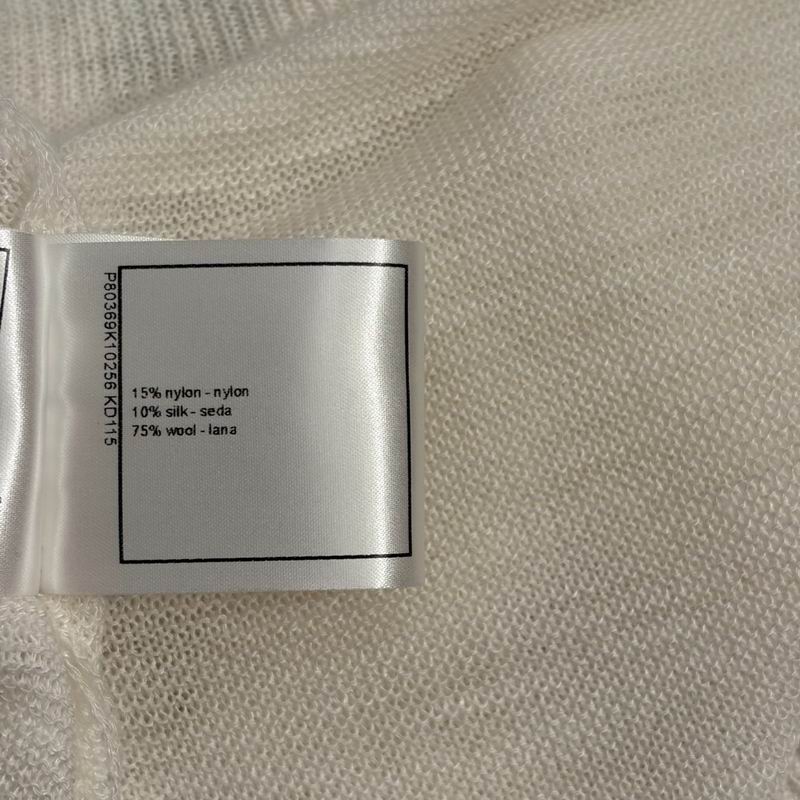 P80369K10256 KD115
15% nylon - nylon
10% silk - seda
75% wool - lana